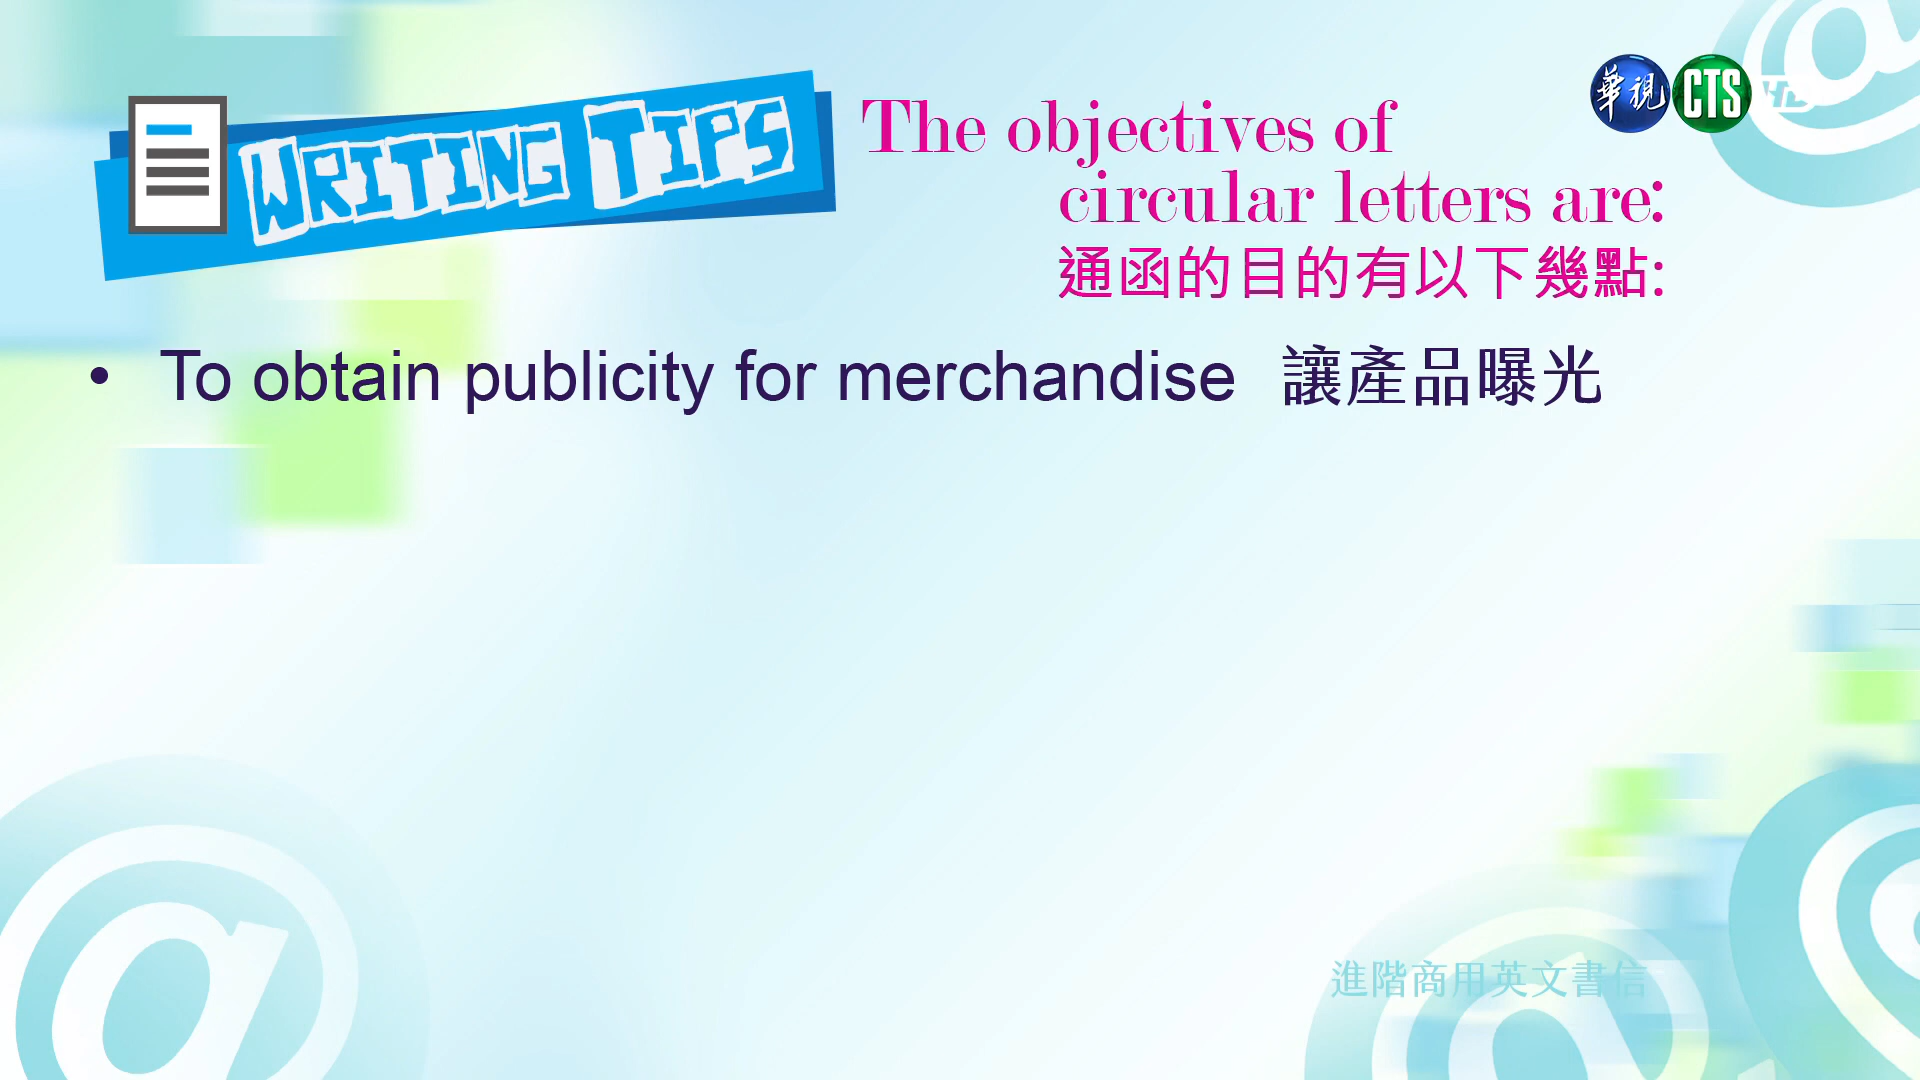 WRITING TIPS
The objectives of
circular letters are:
通函的目的有以下幾點:
華視 CTS HD
• To obtain publicity for merchandise 讓產品曝光
進階商用英文書信